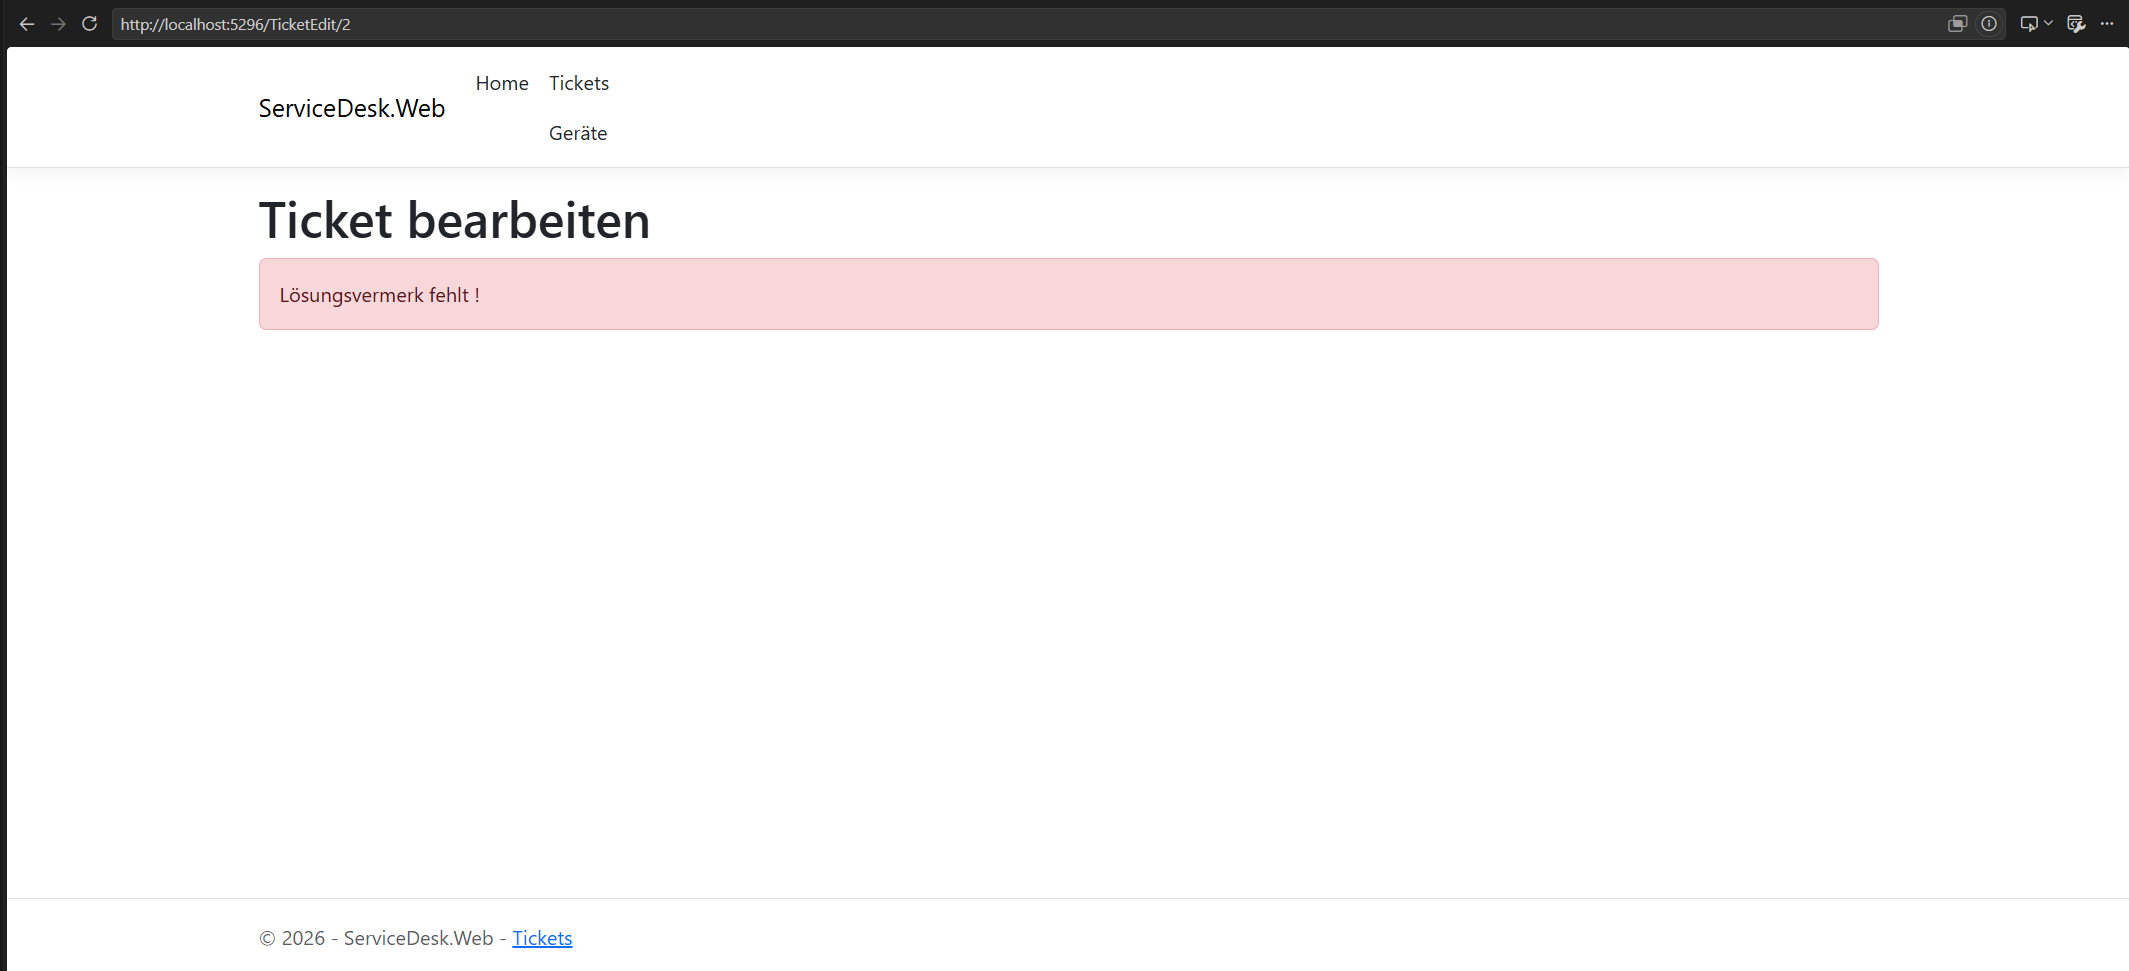 http://localhost:5296/TicketEdit/2
ServiceDesk.Web
Home Tickets
Geräte
Ticket bearbeiten
Lösungsvermerk fehlt !
© 2026 - ServiceDesk.Web - Tickets